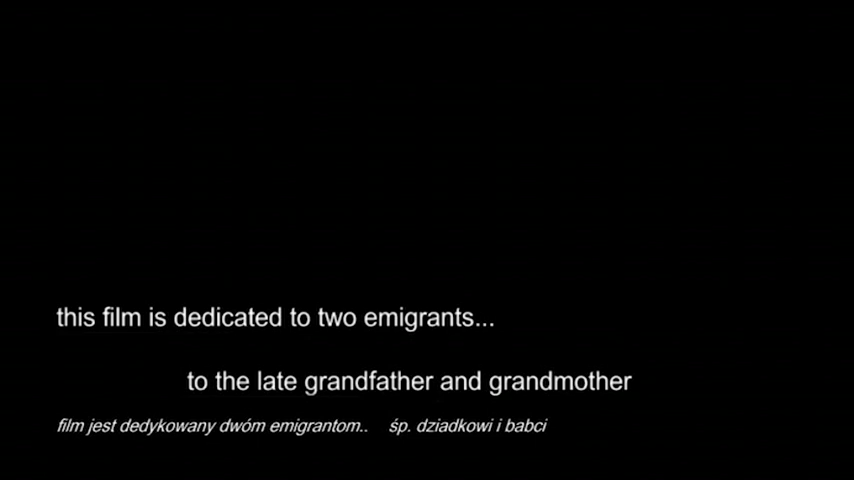 this film is dedicated to two emigrants...
to the late grandfather and grandmother
film jest dedykowany dwóm emigrantom.. śp. dziadkowi i babci